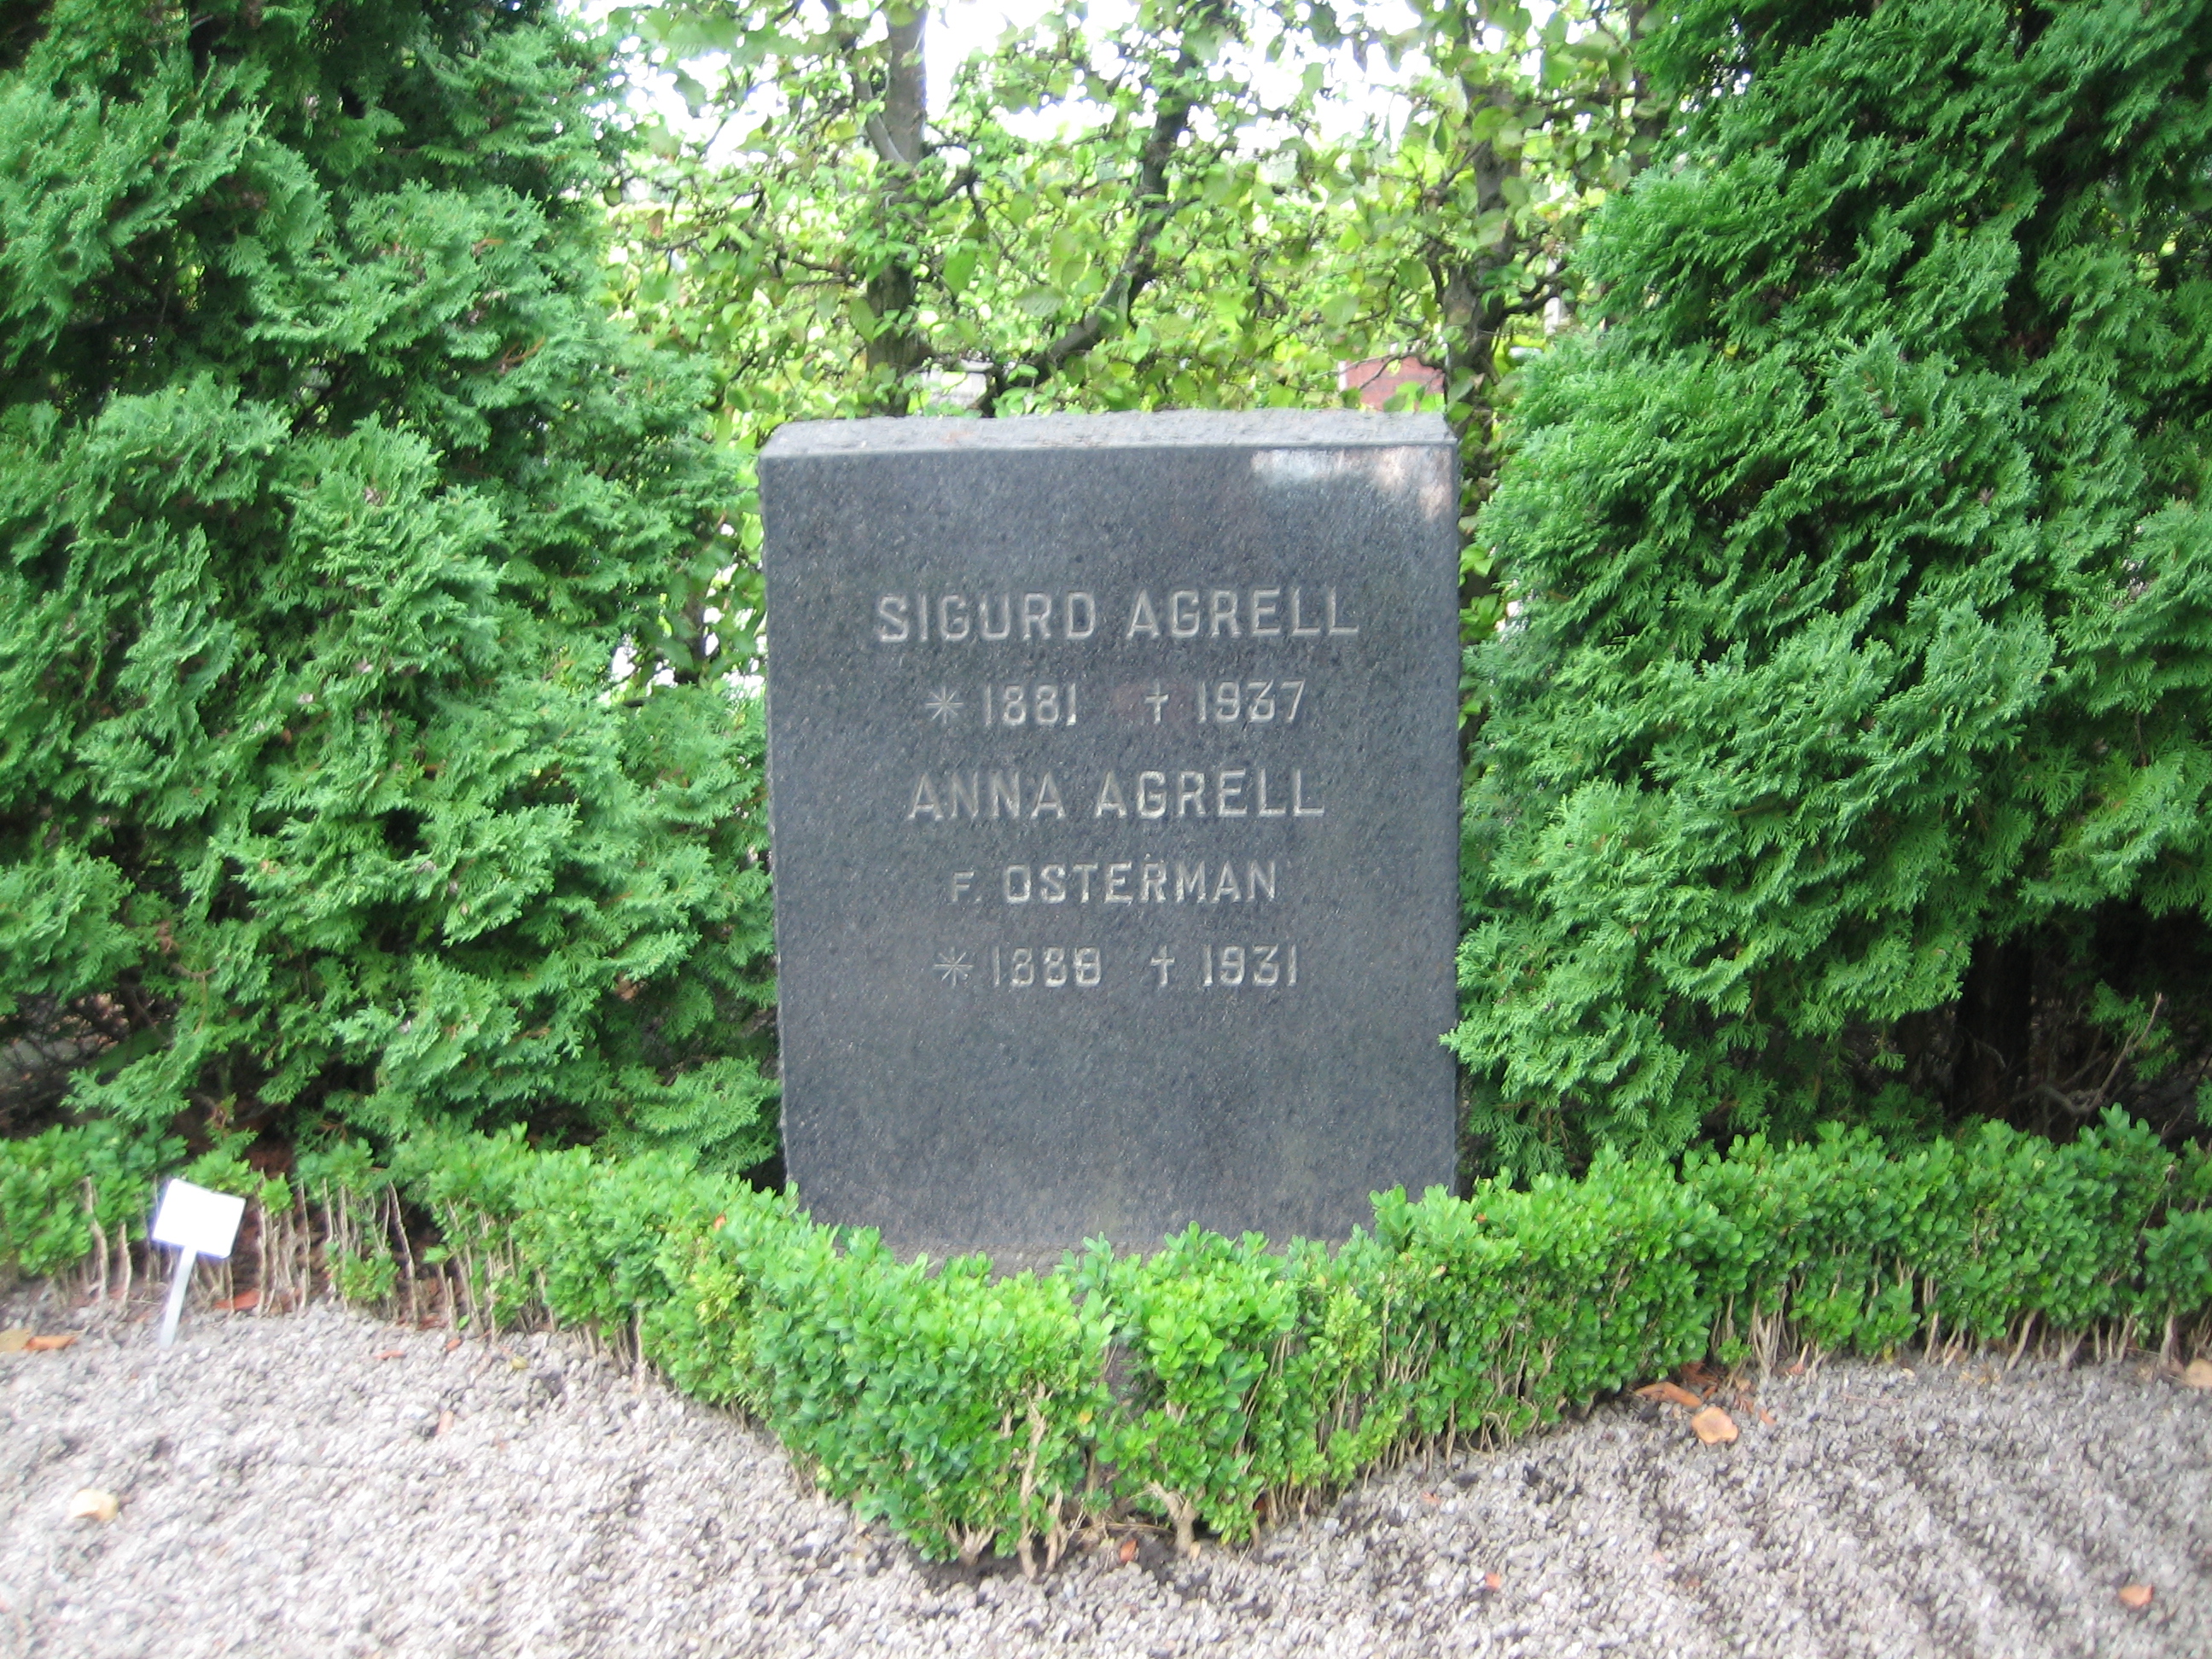 SIGURD AGRELL
* 1881 † 1937
ANNA AGRELL
F. OSTERMAN
* 1888 † 1931